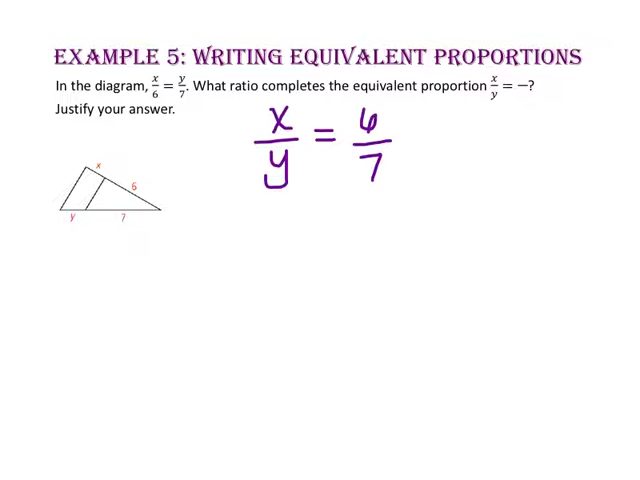 EXAMPLE 5: WRITING EQUIVALENT PROPORTIONS
In the diagram, x/6 = y/7. What ratio completes the equivalent proportion x/y = –?
Justify your answer.
x/y = 6/7
x
6
y
7